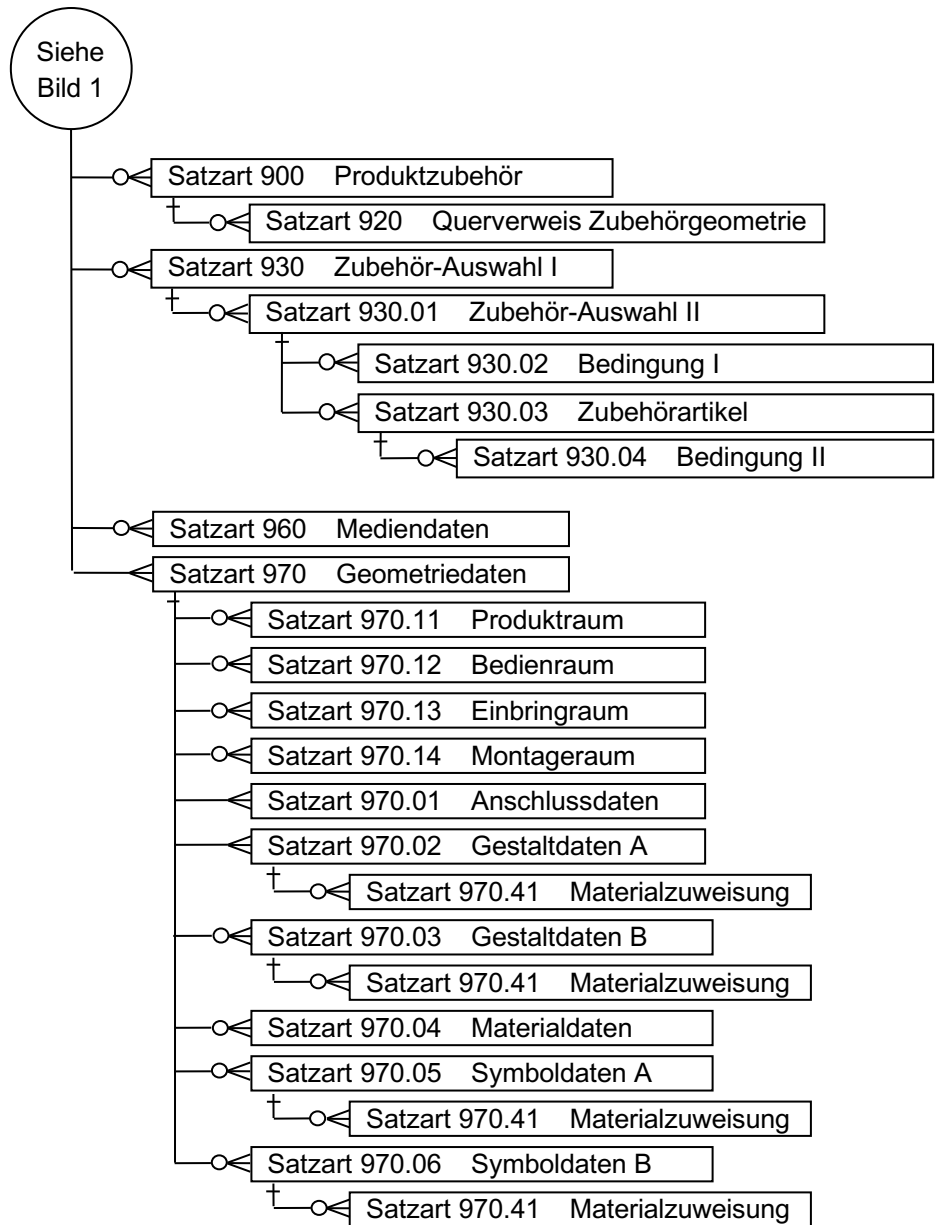 Siehe
Bild 1
Satzart 900 Produktzubehör
Satzart 920 Querverweis Zubehörgeometrie
Satzart 930 Zubehör-Auswahl I
Satzart 930.01 Zubehör-Auswahl II
Satzart 930.02 Bedingung I
Satzart 930.03 Zubehörartikel
Satzart 930.04 Bedingung II
Satzart 960 Mediendaten
Satzart 970 Geometriedaten
Satzart 970.11 Produktraum
Satzart 970.12 Bedienraum
Satzart 970.13 Einbringraum
Satzart 970.14 Montageraum
Satzart 970.01 Anschlussdaten
Satzart 970.02 Gestaltdaten A
Satzart 970.41 Materialzuweisung
Satzart 970.03 Gestaltdaten B
Satzart 970.41 Materialzuweisung
Satzart 970.04 Materialdaten
Satzart 970.05 Symboldaten A
Satzart 970.41 Materialzuweisung
Satzart 970.06 Symboldaten B
Satzart 970.41 Materialzuweisung